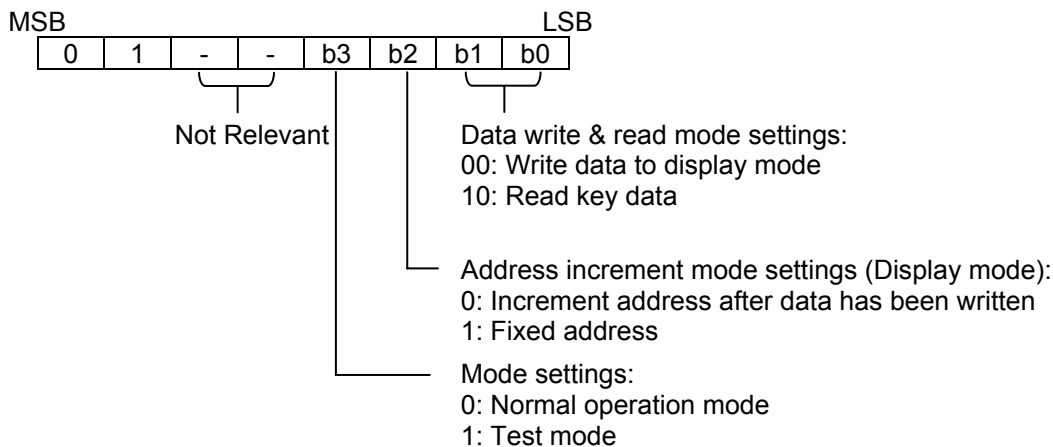 MSB LSB
0 1 - - b3 b2 b1 b0
Not Relevant
Data write & read mode settings:
00: Write data to display mode
10: Read key data
Address increment mode settings (Display mode):
0: Increment address after data has been written
1: Fixed address
Mode settings:
0: Normal operation mode
1: Test mode